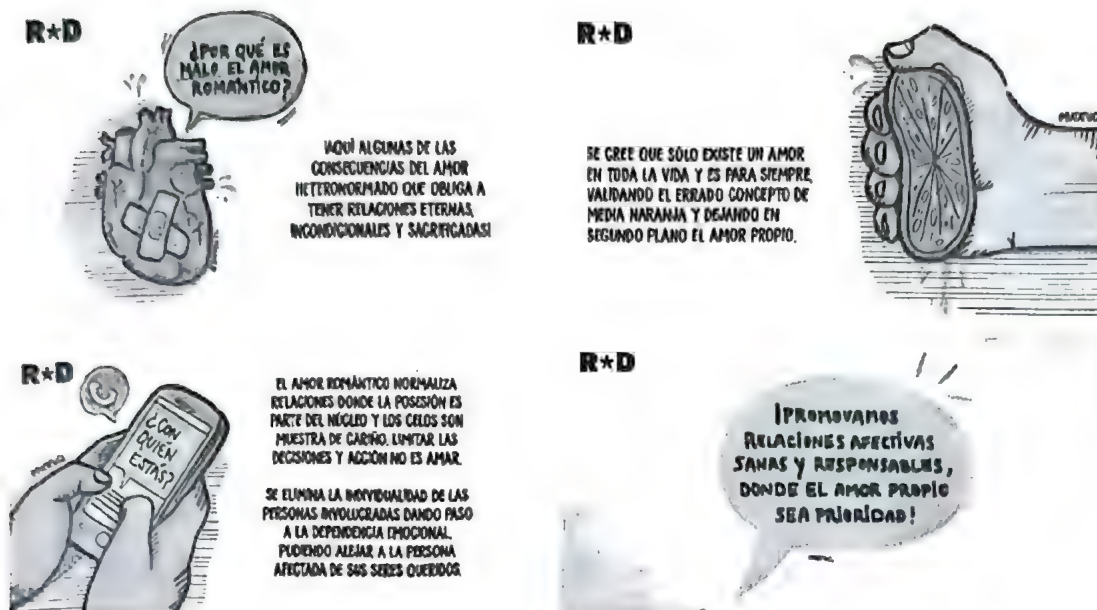 R★D
¿POR QUÉ ES
MALO EL AMOR
ROMÁNTICO?
¡AQUÍ ALGUNAS DE LAS
CONSECUENCIAS DEL AMOR
HETERONORMADO QUE OBLIGA A
TENER RELACIONES ETERNAS,
INCONDICIONALES Y SACRIFICADAS!
R★D
SE CREE QUE SÓLO EXISTE UN AMOR
EN TODA LA VIDA Y ES PARA SIEMPRE,
VALIDANDO EL ERRADO CONCEPTO DE
MEDIA NARANJA Y DEJANDO EN
SEGUNDO PLANO EL AMOR PROPIO.
R★D
¿CON
QUIÉN
ESTÁS?
EL AMOR ROMÁNTICO NORMALIZA
RELACIONES DONDE LA POSESIÓN ES
PARTE DEL NÚCLEO Y LOS CELOS SON
MUESTRA DE CARIÑO. LIMITAR LAS
DECISIONES Y ACCIÓN NO ES AMAR.
SE ELIMINA LA INDIVIDUALIDAD DE LAS
PERSONAS INVOLUCRADAS DANDO PASO
A LA DEPENDENCIA EMOCIONAL,
PUDIENDO ALEJAR A LA PERSONA
AFECTADA DE SUS SERES QUERIDOS.
R★D
¡PROMOVAMOS
RELACIONES AFECTIVAS
SANAS Y RESPONSABLES,
DONDE EL AMOR PROPIO
SEA PRIORIDAD!